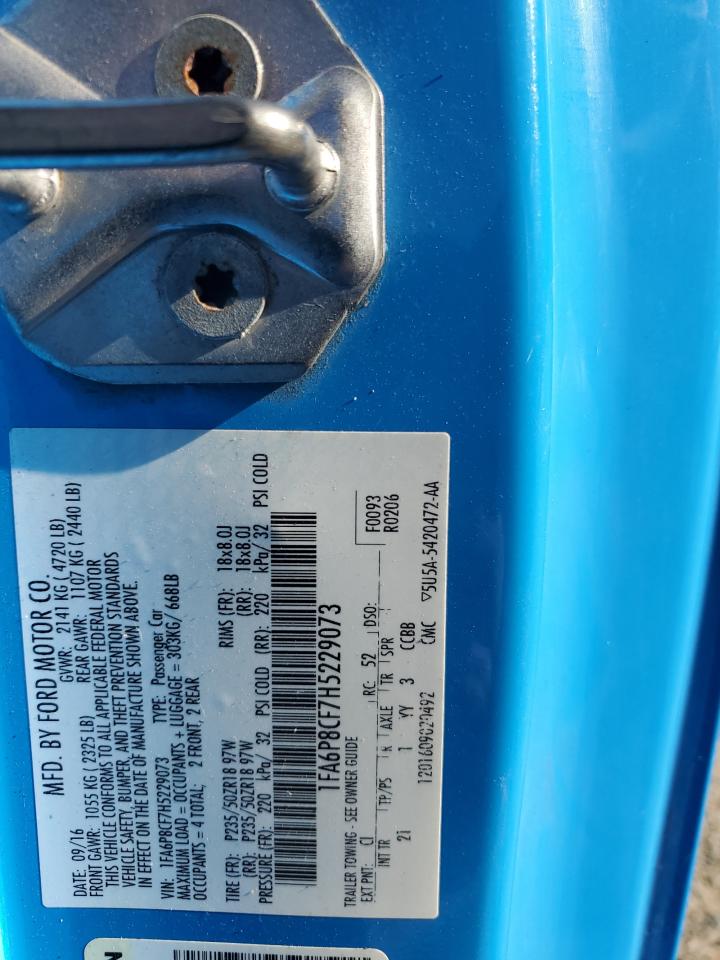 MFD. BY FORD MOTOR CO.
DATE: 09/16 GVWR: 2141 KG ( 4720 LB)
FRONT GAWR: 1055 KG ( 2325 LB) REAR GAWR: 1107 KG ( 2440 LB)
THIS VEHICLE CONFORMS TO ALL APPLICABLE FEDERAL MOTOR
VEHICLE SAFETY, BUMPER, AND THEFT PREVENTION STANDARDS
IN EFFECT ON THE DATE OF MANUFACTURE SHOWN ABOVE.
VIN: 1FA6P8CF7H5229073 TYPE: Passenger Car
MAXIMUM LOAD = OCCUPANTS + LUGGAGE = 303KG/ 668LB
OCCUPANTS = 4 TOTAL; 2 FRONT, 2 REAR
TIRE (FR): P235/50ZR18 97W RIMS (FR): 18x8.0J
(RR): P235/50ZR18 97W (RR): 18x8.0J
PRESSURE (FR): 220 kPa/ 32 PSI COLD (RR): 220 kPa/ 32 PSI COLD
1FA6P8CF7H5229073
TRAILER TOWING - SEE OWNER GUIDE F0093
EXT PNT: CI RC: 52 DSO: R0206
INT TR TP/PS R AXLE TR SPR
2I 1 YY 3 CCBB
1201609020492 CMC ▽5U5A-5420472-AA
N